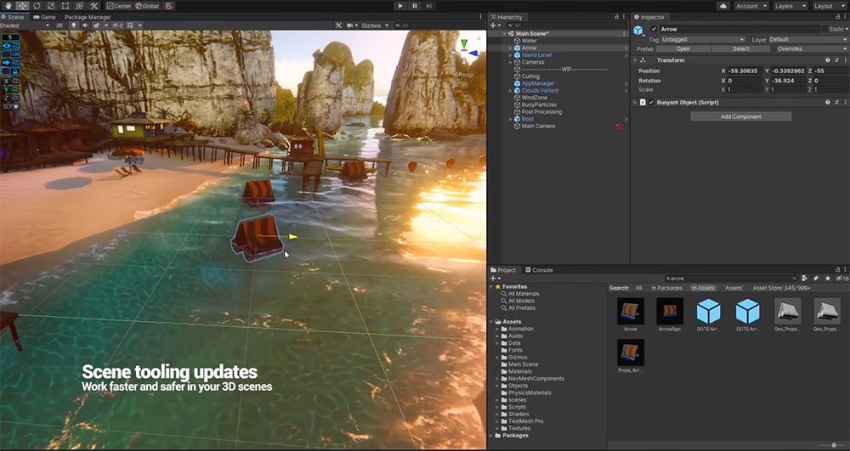 Center
Global
Account
Layers
Layout
Scene
Game
Package Manager
Shaded
2D
Gizmos
All
Persp
Scene tooling updates
Work faster and safer in your 3D scenes
Hierarchy
All
Main Scene*
Water
Arrow
Island Level
Cameras
WIP
Culling
AppManager
Clouds Variant
WindZone
BuoyParticles
Post Processing
Boat
Main Camera
Inspector
Arrow
Static
Tag Untagged Layer Default
Prefab Open Select Overrides
Transform
Position X -59.30635 Y -0.3392962 Z -55
Rotation X 0 Y -36.924 Z 0
Scale X 1 Y 1 Z 1
Buoyant Object (Script)
Add Component
Project
Console
arrow
16
Favorites
All Materials
All Models
All Prefabs
Assets
Animation
Audio
Data
Fonts
Gizmos
Main Scene
Materials
NavMeshComponents
Objects
PhysicsMaterials
scenes
Scripts
Shaders
TextMesh Pro
Textures
Packages
Search: All In Packages In Assets 'Assets' Asset Store: 345/999+
Arrow
ArrowSign
DOTS Arr...
DOTS Arr...
Geo_Props...
Geo_Props...
Props_Arr...